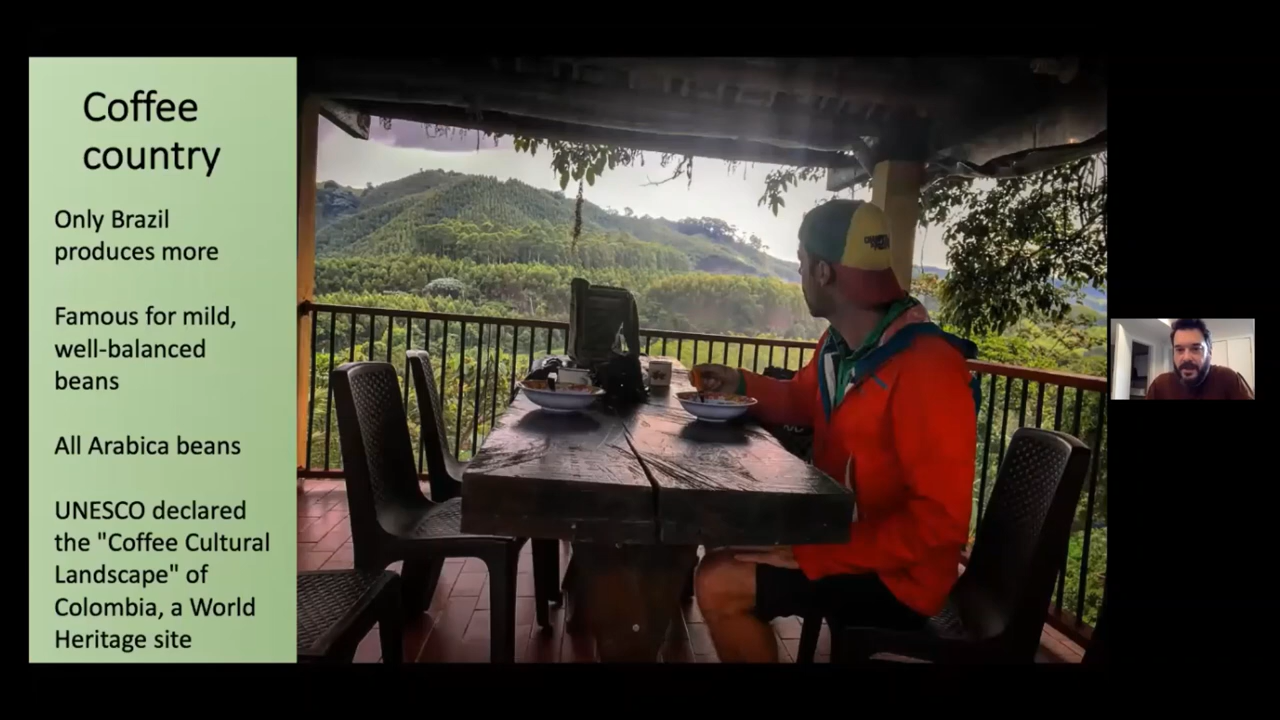 Coffee
country
Only Brazil
produces more
Famous for mild,
well-balanced
beans
All Arabica beans
UNESCO declared
the "Coffee Cultural
Landscape" of
Colombia, a World
Heritage site